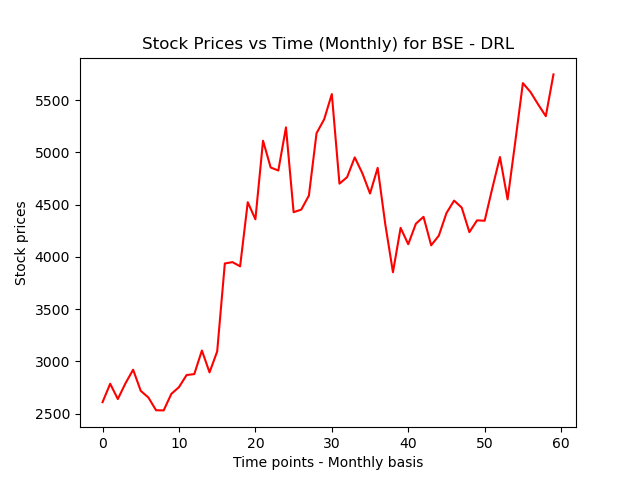 Stock Prices vs Time (Monthly) for BSE - DRL
Stock prices
5500
5000
4500
4000
3500
3000
2500
0 10 20 30 40 50 60
Time points - Monthly basis